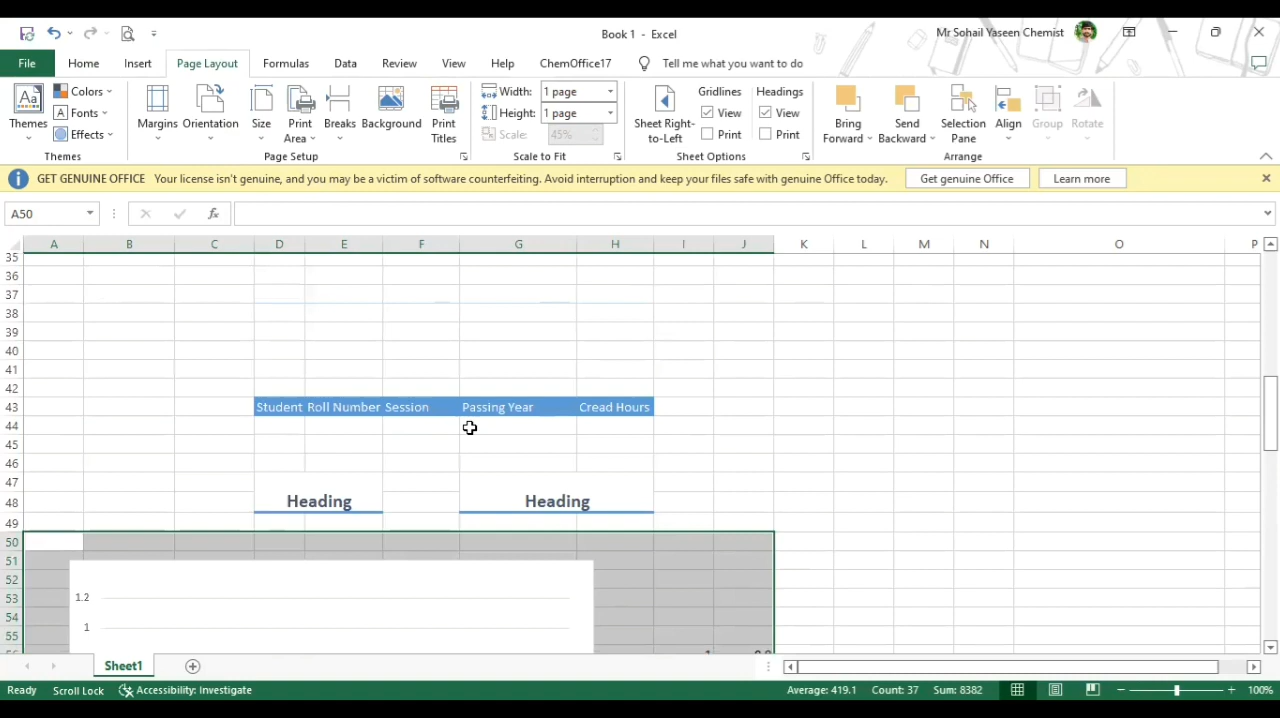 Book 1 - Excel
Mr Sohail Yaseen Chemist
File Home Insert Page Layout Formulas Data Review View Help ChemOffice17 Tell me what you want to do
Colors Width: 1 page Gridlines Headings
Aa Fonts Height: 1 page View View
Themes Effects Margins Orientation Size Print Area Breaks Background Print Titles Scale: 45% Sheet Right-to-Left Print Print Bring Forward Send Backward Selection Pane Align Group Rotate
Themes Page Setup Scale to Fit Sheet Options Arrange
GET GENUINE OFFICE Your license isn't genuine, and you may be a victim of software counterfeiting. Avoid interruption and keep your files safe with genuine Office today. Get genuine Office Learn more
A50 fx
A B C D E F G H I J K L M N O P
35
36
37
38
39
40
41
42
43 Student Roll Number Session Passing Year Cread Hours
44
45
46
47
48 Heading Heading
49
50
51
52
53 1.2
54
55 1
Sheet1
Ready Scroll Lock Accessibility: Investigate Average: 419.1 Count: 37 Sum: 8382 100%